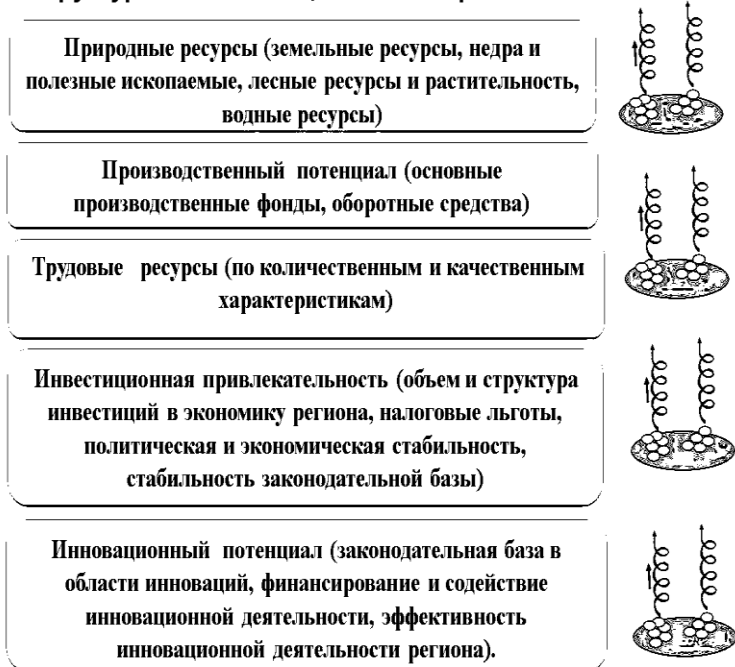 Природные ресурсы (земельные ресурсы, недра и
полезные ископаемые, лесные ресурсы и растительность,
водные ресурсы)
Производственный потенциал (основные
производственные фонды, оборотные средства)
Трудовые ресурсы (по количественным и качественным
характеристикам)
Инвестиционная привлекательность (объем и структура
инвестиций в экономику региона, налоговые льготы,
политическая и экономическая стабильность,
стабильность законодательной базы)
Инновационный потенциал (законодательная база в
области инноваций, финансирование и содействие
инновационной деятельности, эффективность
инновационной деятельности региона).